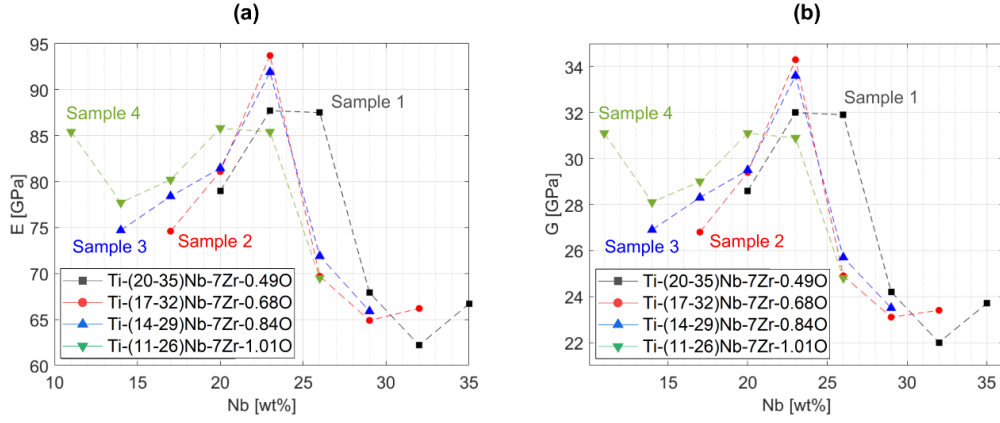 (a)
95
90
85
80
75
70
65
60
E [GPa]
10 15 20 25 30 35
Nb [wt%]
Sample 4
Sample 1
Sample 3
Sample 2
Ti-(20-35)Nb-7Zr-0.49O
Ti-(17-32)Nb-7Zr-0.68O
Ti-(14-29)Nb-7Zr-0.84O
Ti-(11-26)Nb-7Zr-1.01O
(b)
34
32
30
28
26
24
22
G [GPa]
15 20 25 30 35
Nb [wt%]
Sample 4
Sample 1
Sample 3
Sample 2
Ti-(20-35)Nb-7Zr-0.49O
Ti-(17-32)Nb-7Zr-0.68O
Ti-(14-29)Nb-7Zr-0.84O
Ti-(11-26)Nb-7Zr-1.01O